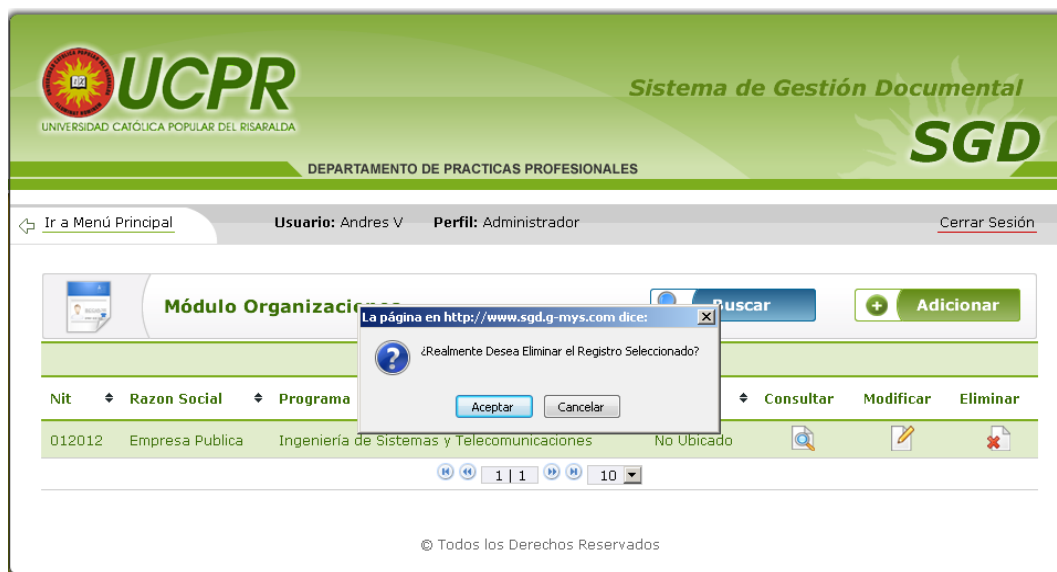 UCPR
UNIVERSIDAD CATÓLICA POPULAR DEL RISARALDA
Sistema de Gestión Documental
SGD
DEPARTAMENTO DE PRACTICAS PROFESIONALES
Ir a Menú Principal Usuario: Andres V Perfil: Administrador Cerrar Sesión
Módulo Organizaciones Buscar Adicionar
La página en http://www.sgd.g-mys.com dice:
¿Realmente Desea Eliminar el Registro Seleccionado?
Aceptar Cancelar
Nit Razon Social Programa Consultar Modificar Eliminar
012012 Empresa Publica Ingeniería de Sistemas y Telecomunicaciones No Ubicado
1 | 1 10
© Todos los Derechos Reservados